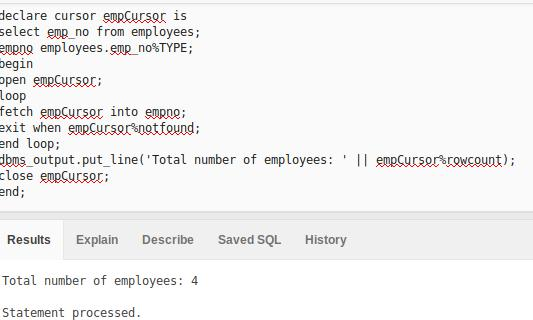 declare cursor empCursor is
select emp_no from employees;
empno employees.emp_no%TYPE;
begin
open empCursor;
loop
fetch empCursor into empno;
exit when empCursor%notfound;
end loop;
dbms_output.put_line('Total number of employees: ' || empCursor%rowcount);
close empCursor;
end;
Results Explain Describe Saved SQL History
Total number of employees: 4
Statement processed.